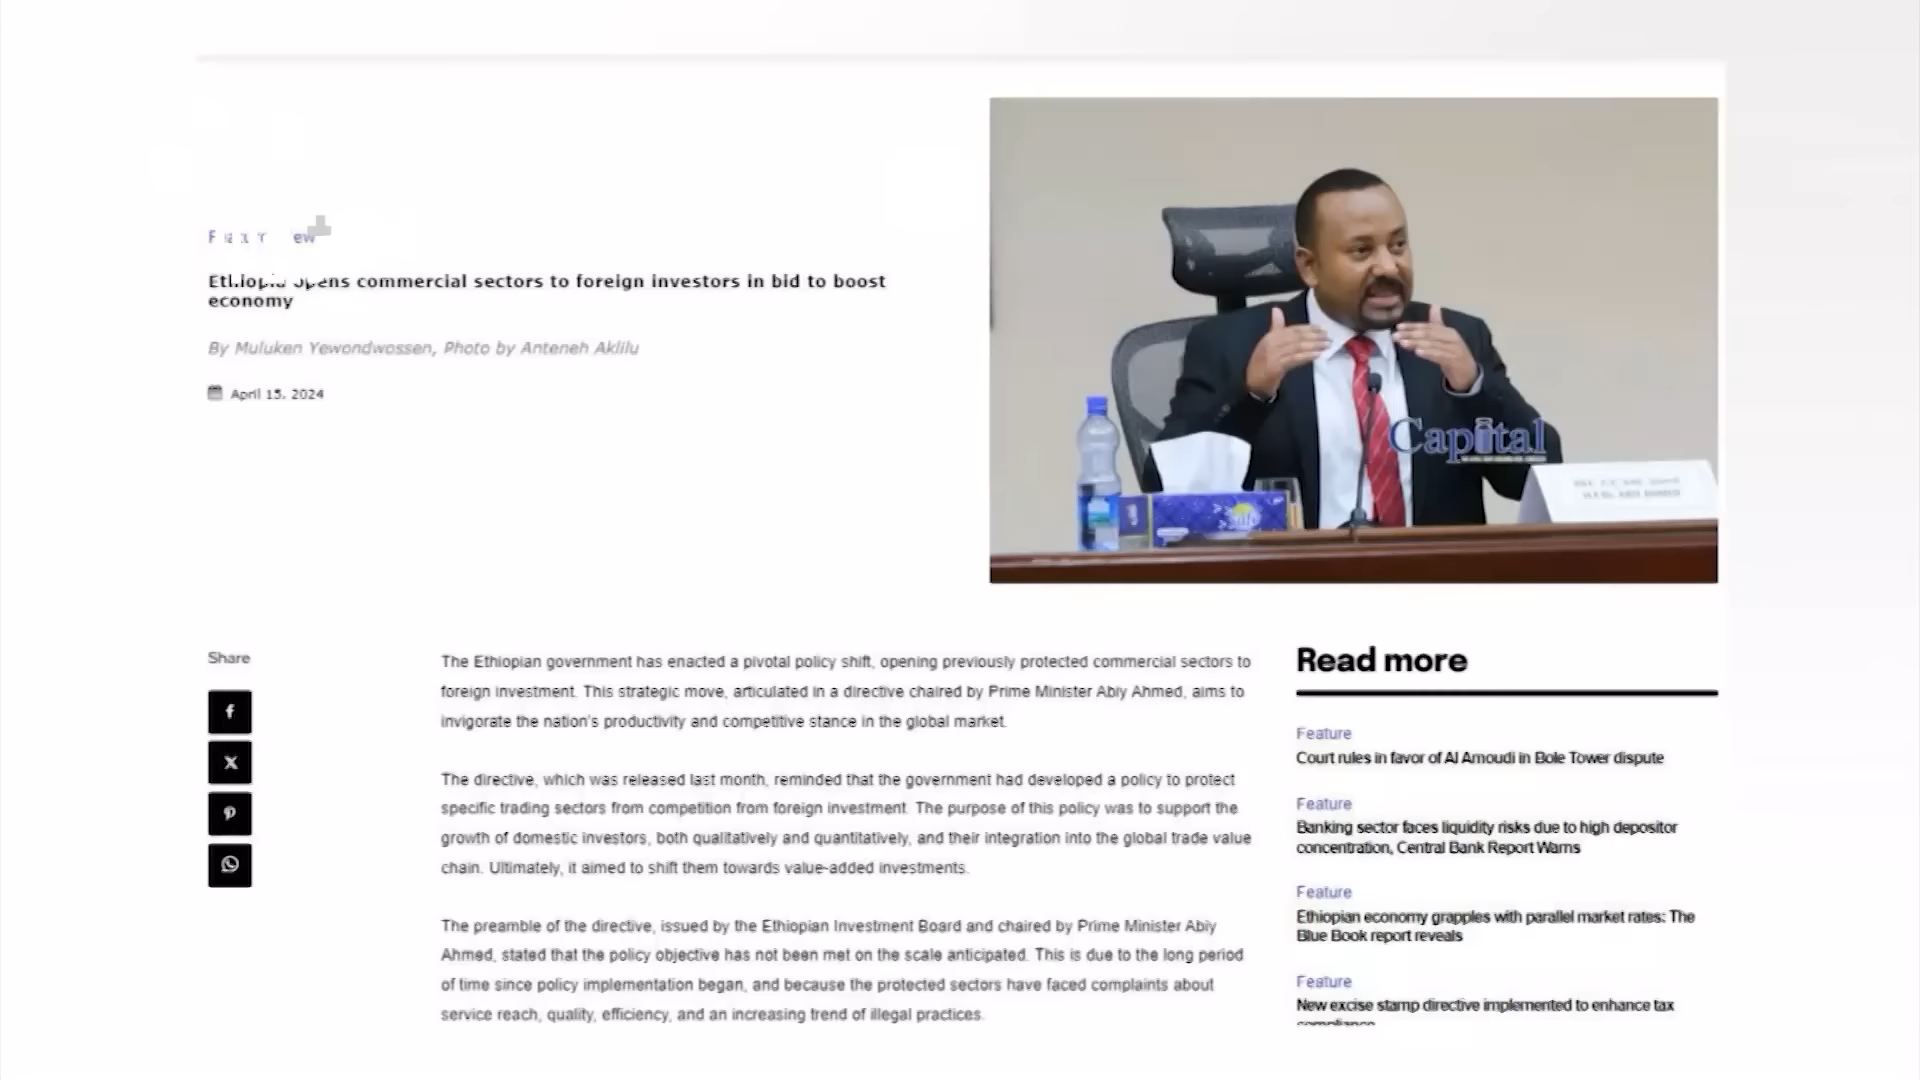 Ethiopia opens commercial sectors to foreign investors in bid to boost
economy
By Muluken Yewondwossen, Photo by Anteneh Aklilu
April 15, 2024
Capital
Share
The Ethiopian government has enacted a pivotal policy shift, opening previously protected commercial sectors to
foreign investment. This strategic move, articulated in a directive chaired by Prime Minister Abiy Ahmed, aims to
invigorate the nation's productivity and competitive stance in the global market.
The directive, which was released last month, reminded that the government had developed a policy to protect
specific trading sectors from competition from foreign investment. The purpose of this policy was to support the
growth of domestic investors, both qualitatively and quantitatively, and their integration into the global trade value
chain. Ultimately, it aimed to shift them towards value-added investments.
The preamble of the directive, issued by the Ethiopian Investment Board and chaired by Prime Minister Abiy
Ahmed, stated that the policy objective has not been met on the scale anticipated. This is due to the long period
of time since policy implementation began, and because the protected sectors have faced complaints about
service reach, quality, efficiency, and an increasing trend of illegal practices.
Read more
Feature
Court rules in favor of Al Amoudi in Bole Tower dispute
Feature
Banking sector faces liquidity risks due to high depositor
concentration, Central Bank Report Warns
Feature
Ethiopian economy grapples with parallel market rates: The
Blue Book report reveals
Feature
New excise stamp directive implemented to enhance tax
compliance